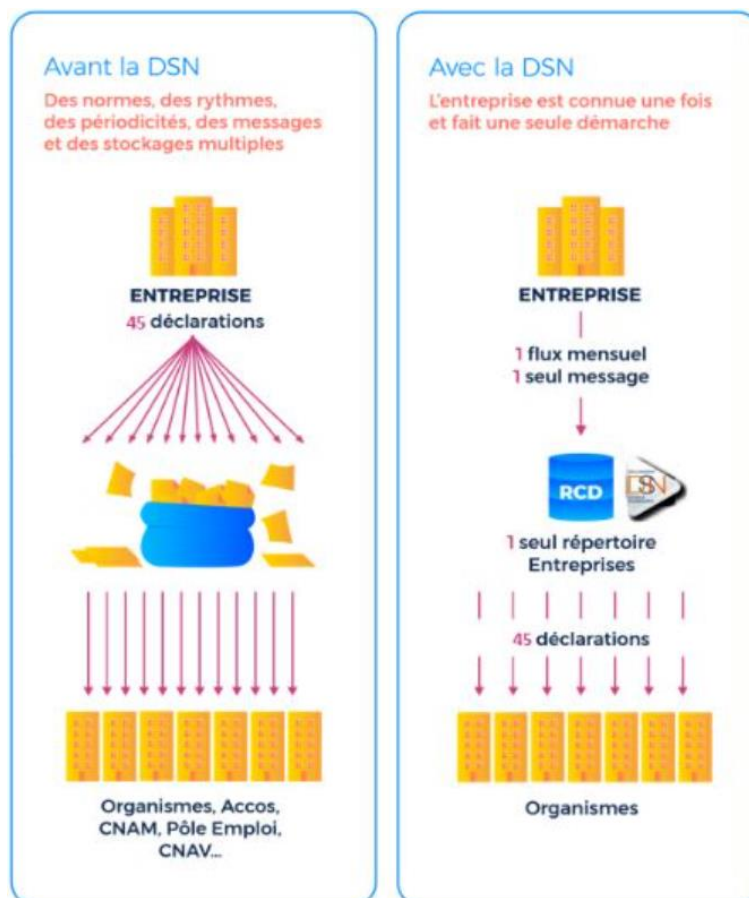 Avant la DSN
Des normes, des rythmes,
des périodicités, des messages
et des stockages multiples
ENTREPRISE
45 déclarations
Organismes, Accos,
CNAM, Pôle Emploi,
CNAV...
Avec la DSN
L'entreprise est connue une fois
et fait une seule démarche
ENTREPRISE
1 flux mensuel
1 seul message
RCD
DSN
1 seul répertoire
Entreprises
45 déclarations
Organismes